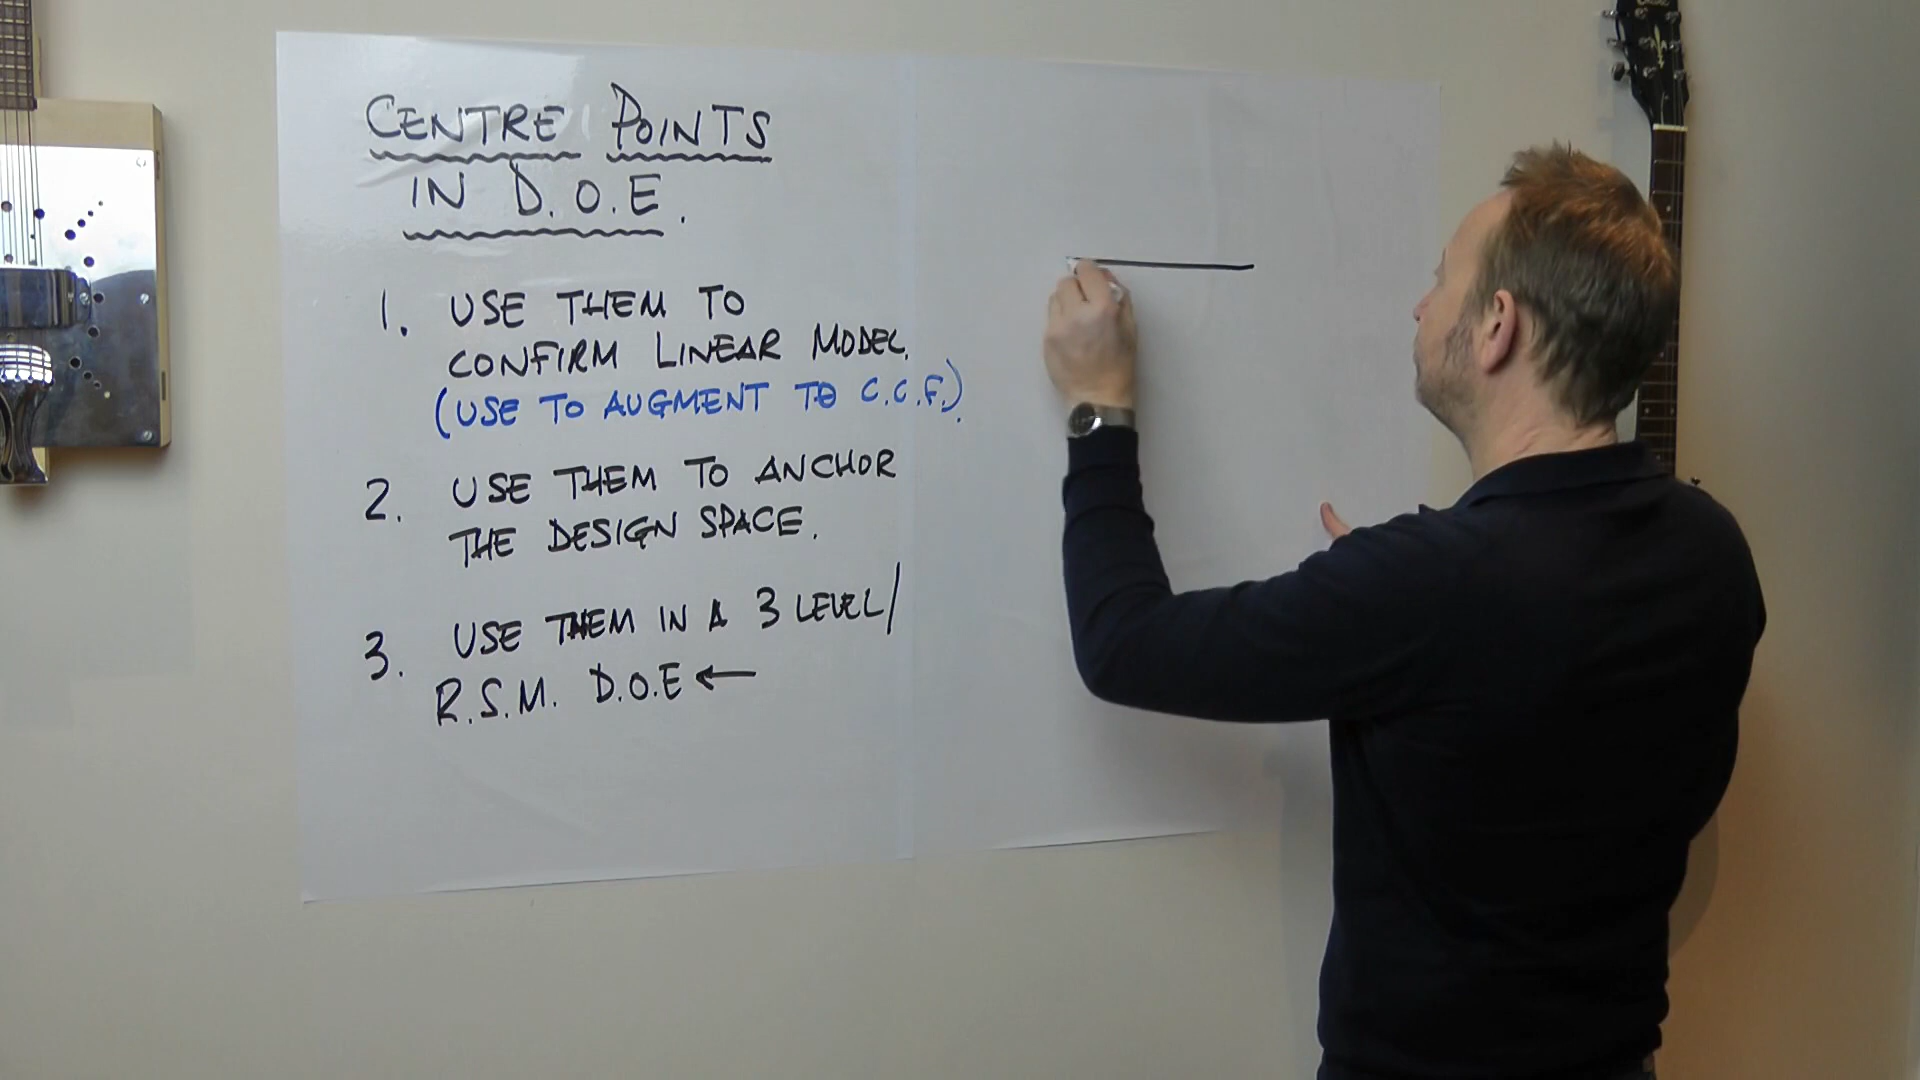 CENTRE POINTS
IN D.O.E.
1. USE THEM TO
CONFIRM LINEAR MODEL.
(USE TO AUGMENT TO C.C.F.).
2. USE THEM TO ANCHOR
THE DESIGN SPACE.
3. USE THEM IN A 3 LEVEL/
R.S.M. D.O.E ←